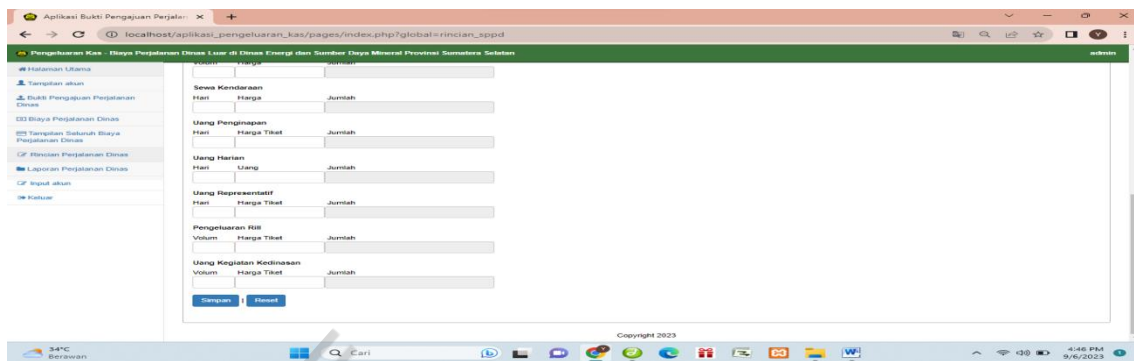 Aplikasi Bukti Pengajuan Perjalan
localhost/aplikasi_pengeluaran_kas/pages/index.php?global=rincian_sppd
Pengeluaran Kas - Biaya Perjalanan Dinas Luar di Dinas Energi dan Sumber Daya Mineral Provinsi Sumatera Selatan
admin
Halaman Utama
Tampilan akun
Bukti Pengajuan Perjalanan
Dinas
Biaya Perjalanan Dinas
Tampilan Seluruh Biaya
Perjalanan Dinas
Rincian Perjalanan Dinas
Laporan Perjalanan Dinas
Input akun
Keluar
Volum Harga Jumlah
Sewa Kendaraan
Hari Harga Jumlah
Uang Penginapan
Hari Harga Tiket Jumlah
Uang Harian
Hari Uang Jumlah
Uang Representatif
Hari Harga Tiket Jumlah
Pengeluaran Riil
Volum Harga Tiket Jumlah
Uang Kegiatan Kedinasan
Volum Harga Tiket Jumlah
Simpan | Reset
Copyright 2023
34°C
Berawan
Cari
4:46 PM
9/6/2023